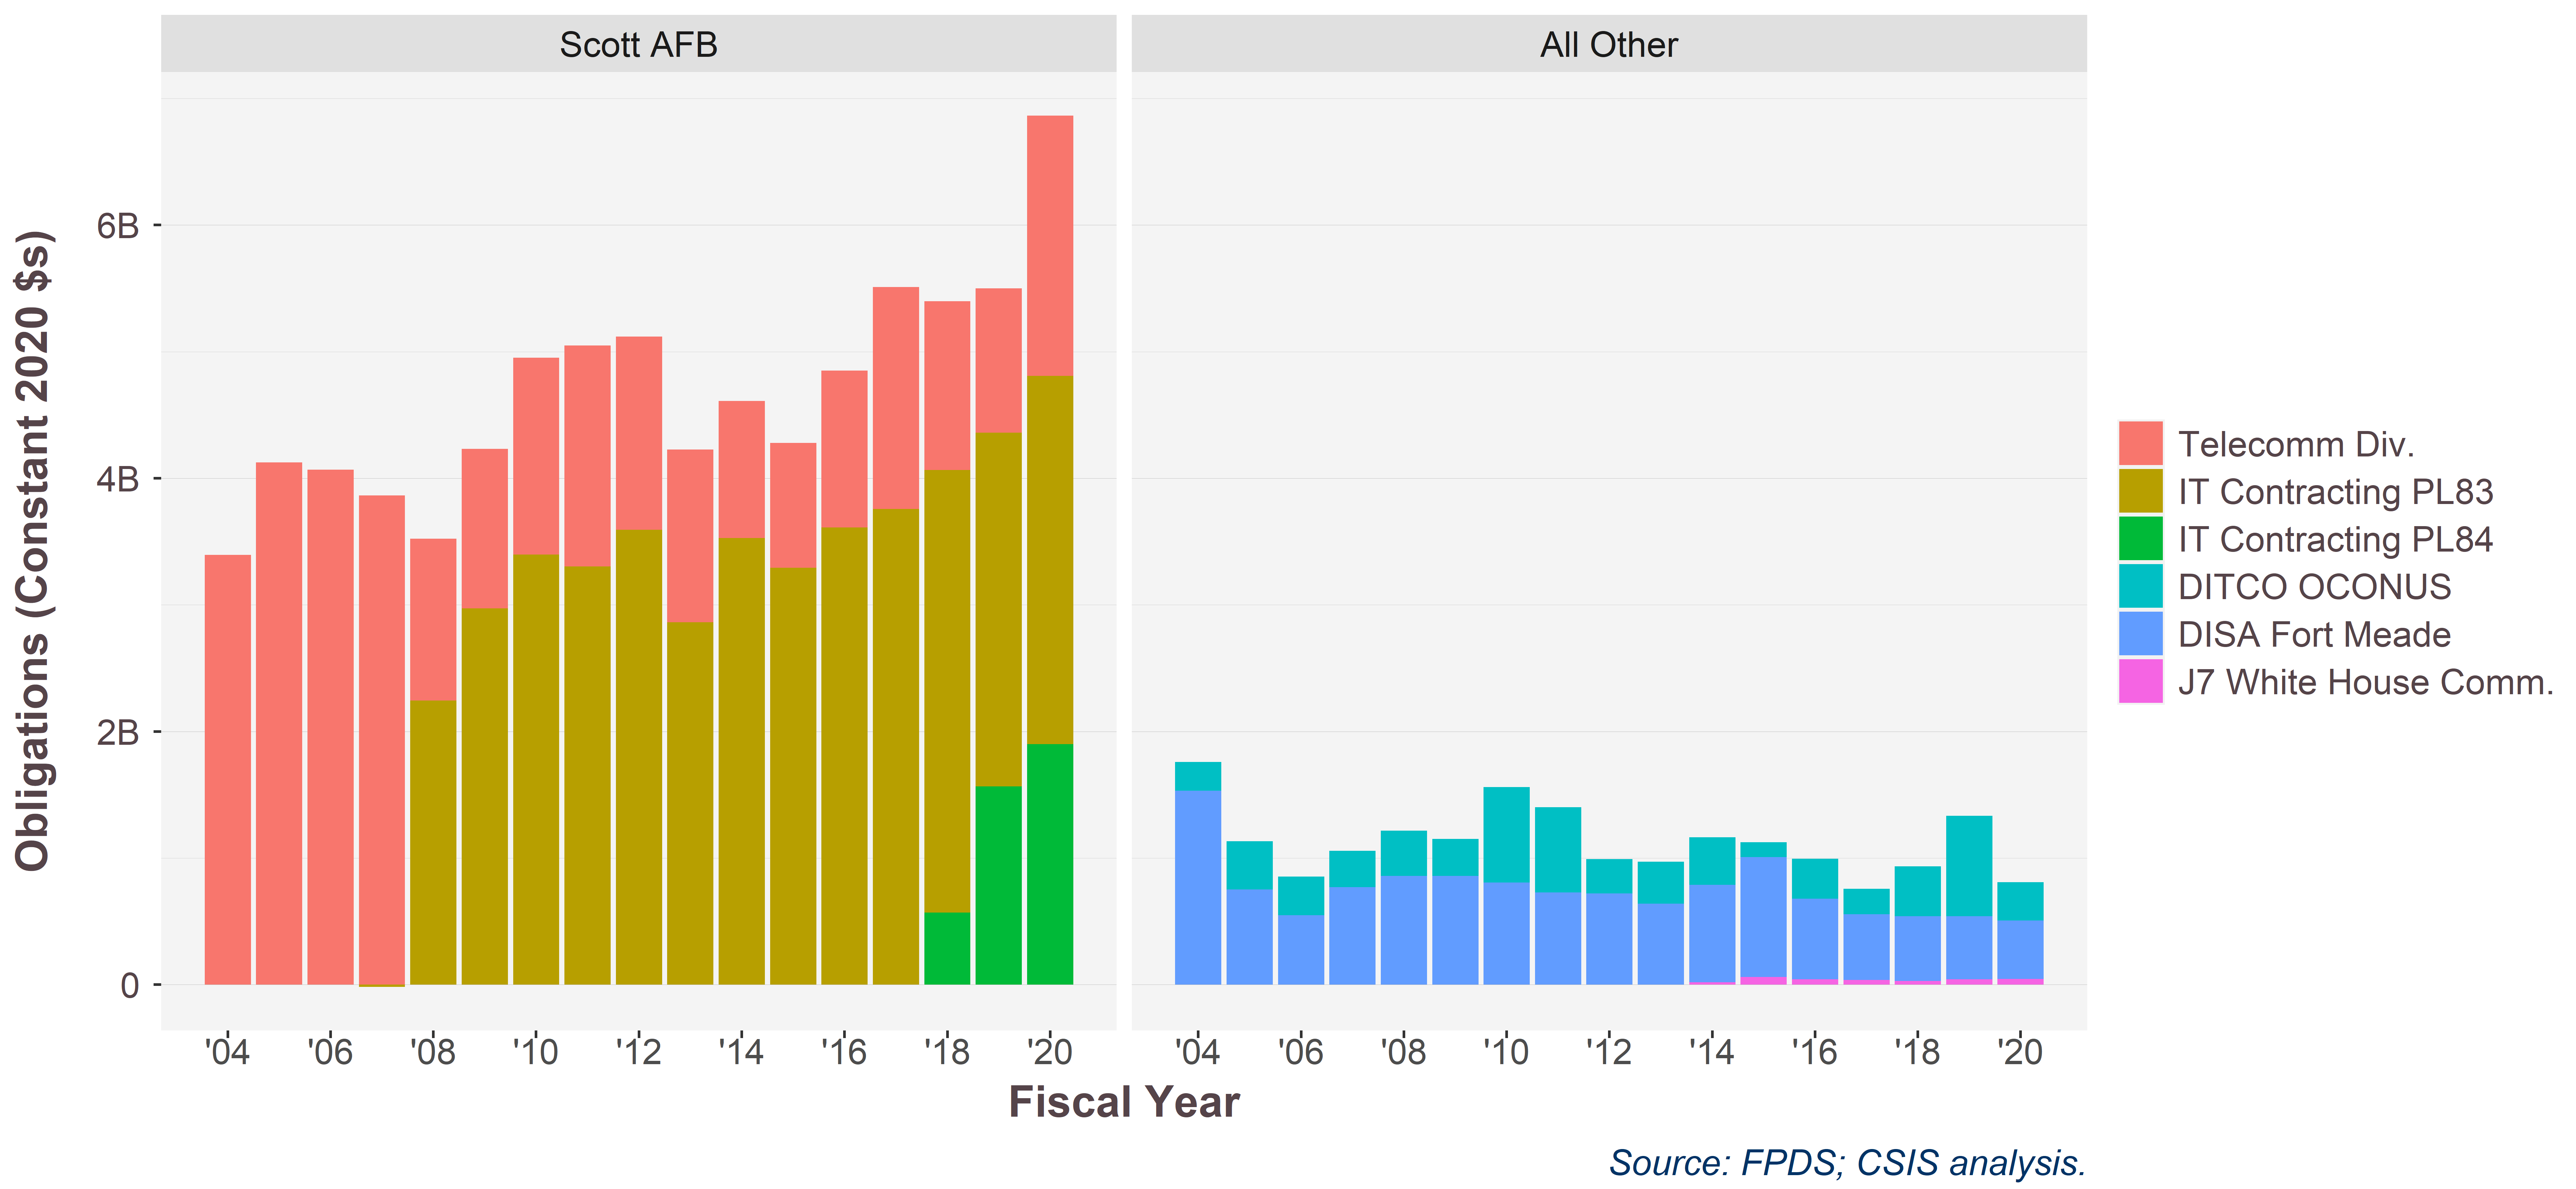 Scott AFB
All Other
Obligations (Constant 2020 $s)
6B
4B
2B
0
'04 '06 '08 '10 '12 '14 '16 '18 '20
'04 '06 '08 '10 '12 '14 '16 '18 '20
Fiscal Year
Telecomm Div.
IT Contracting PL83
IT Contracting PL84
DITCO OCONUS
DISA Fort Meade
J7 White House Comm.
Source: FPDS; CSIS analysis.